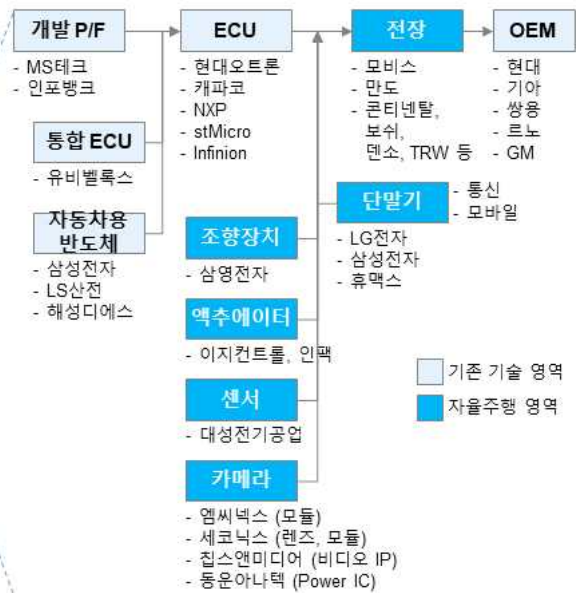 개발 P/F
- MS테크
- 인포뱅크
통합 ECU
- 유비벨록스
자동차용
반도체
- 삼성전자
- LS산전
- 해성디에스
ECU
- 현대오트론
- 캐파코
- NXP
- stMicro
- Infinion
조향장치
- 삼영전자
액추에이터
- 이지컨트롤, 인팩
센서
- 대성전기공업
카메라
- 엠씨넥스 (모듈)
- 세코닉스 (렌즈, 모듈)
- 칩스앤미디어 (비디오 IP)
- 동운아나텍 (Power IC)
전장
- 모비스
- 만도
- 콘티넨탈,
보쉬,
덴소, TRW 등
단말기
- LG전자
- 삼성전자
- 휴맥스
- 통신
- 모바일
OEM
- 현대
- 기아
- 쌍용
- 르노
- GM
기존 기술 영역
자율주행 영역